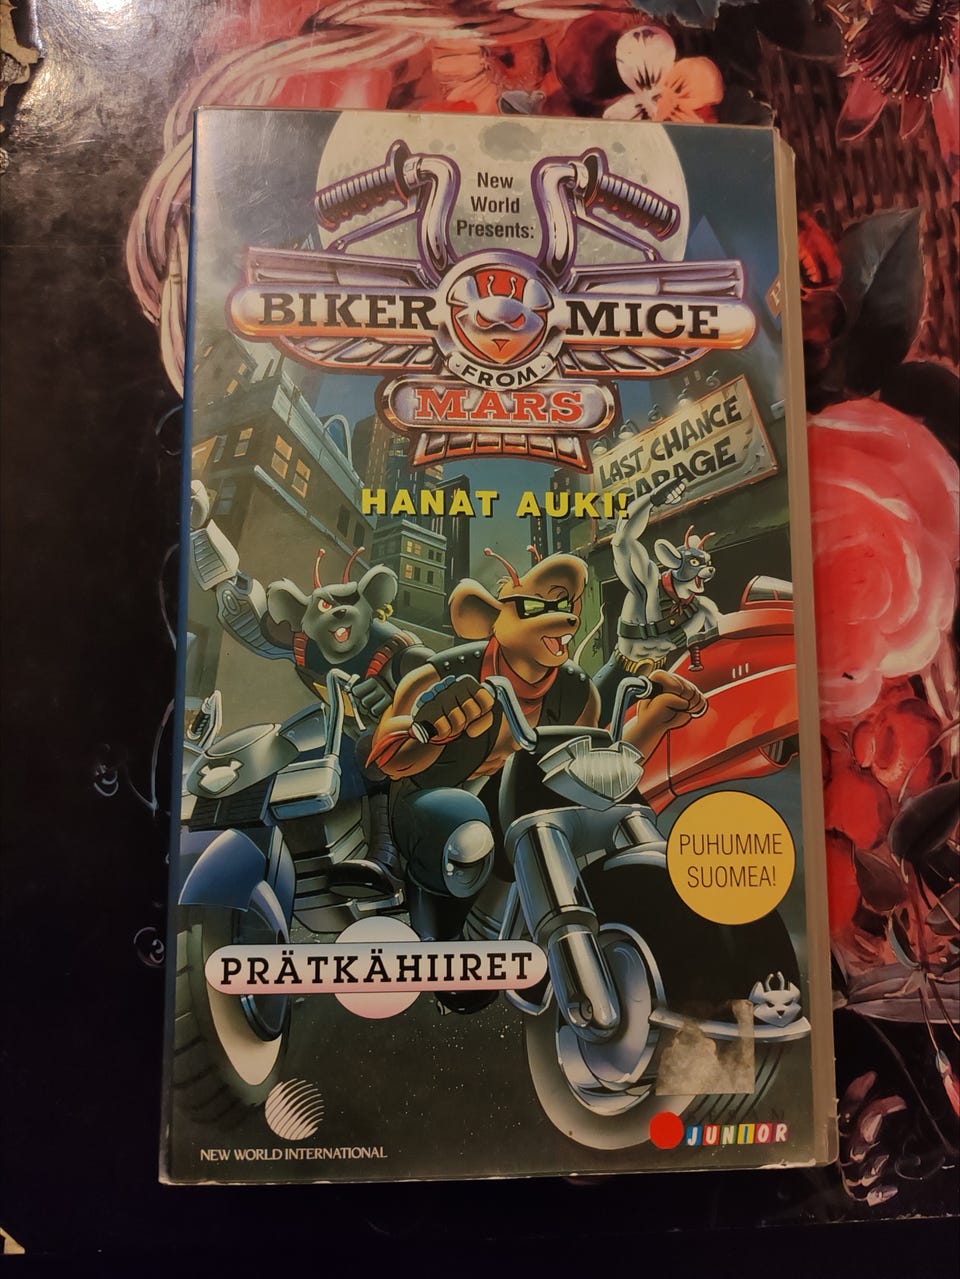 New
World
Presents:
BIKER MICE
FROM
MARS
LAST CHANCE
GARAGE
HANAT AUKI!
PUHUMME
SUOMEA!
PRÄTKÄHIIRET
NEW WORLD INTERNATIONAL
JUNIOR